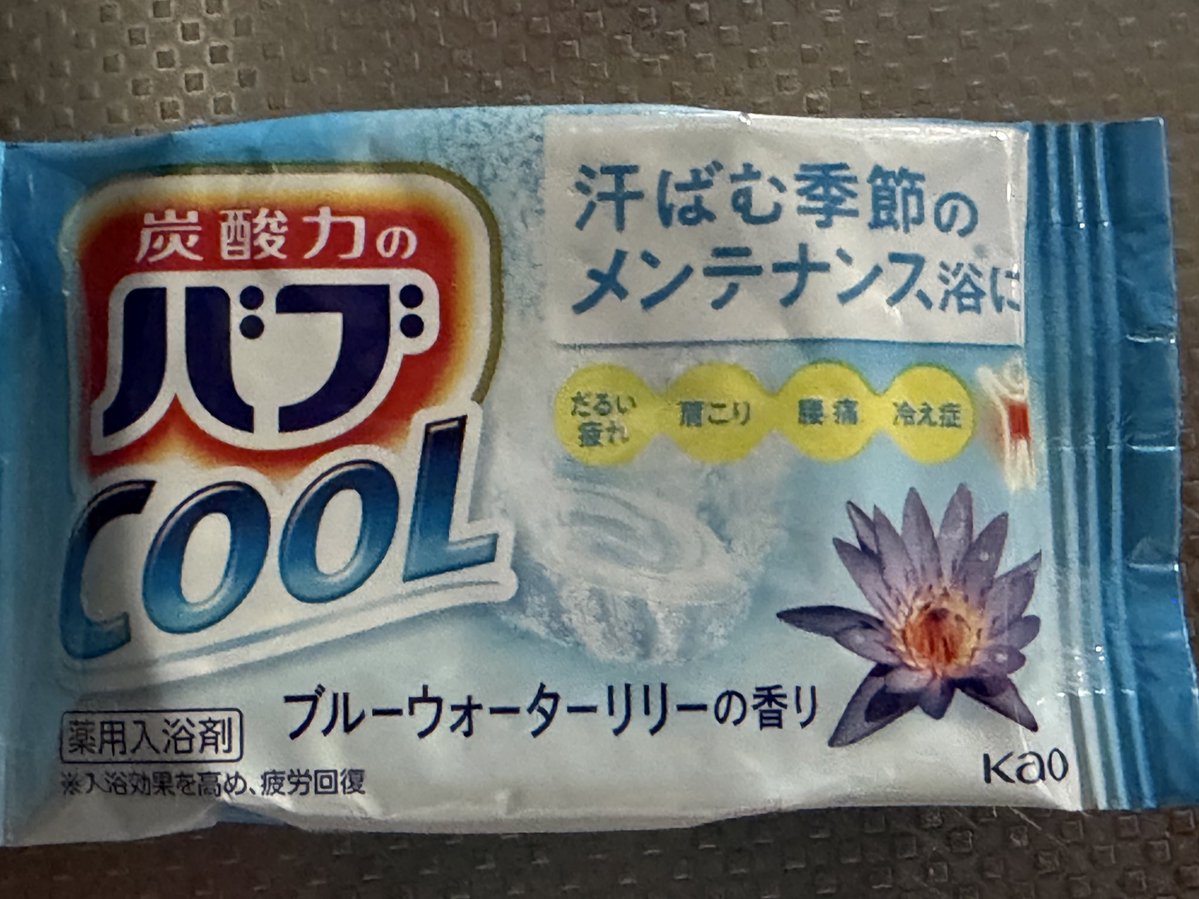 炭酸力の
バブ
COOL
汗ばむ季節の
メンテナンス浴に
だるい
疲れ
肩こり
腰痛
冷え症
ブルーウォーターリリーの香り
薬用入浴剤
※入浴効果を高め、疲労回復
Kao